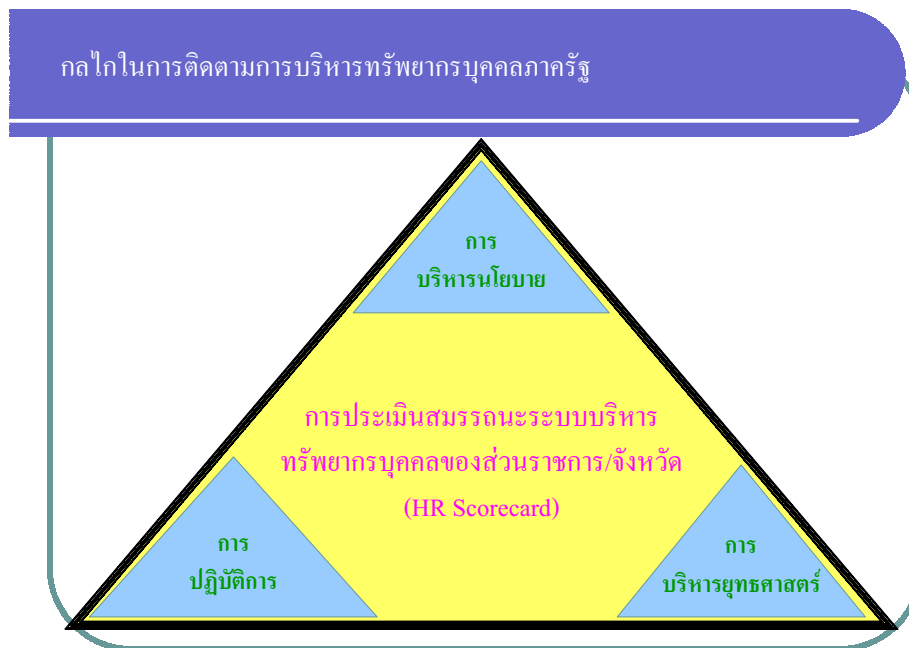 กลไกในการติดตามการบริหารทรัพยากรบุคคลภาครัฐ
การ
บริหารนโยบาย
การประเมินสมรรถนะระบบบริหาร
ทรัพยากรบุคคลของส่วนราชการ/จังหวัด
(HR Scorecard)
การ
ปฏิบัติการ
การ
บริหารยุทธศาสตร์